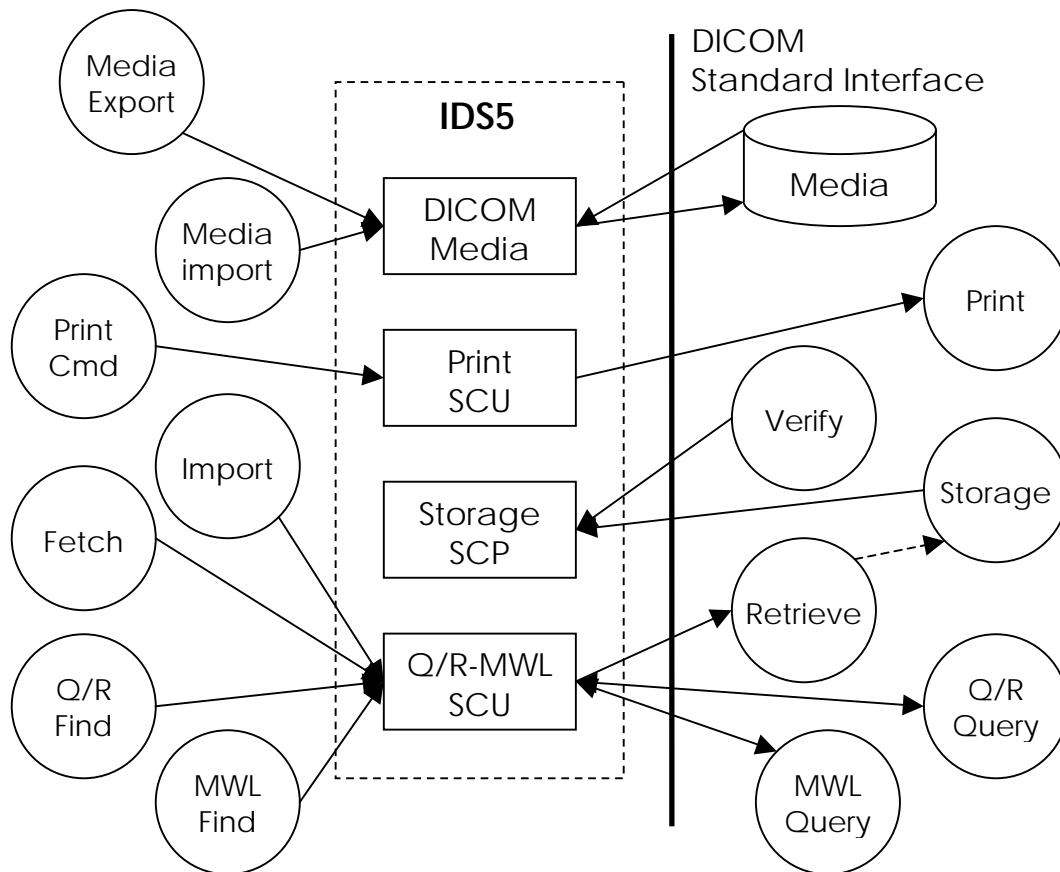 Media
Export
Media
import
Print
Cmd
Import
Fetch
Q/R
Find
MWL
Find
IDS5
DICOM
Media
Print
SCU
Storage
SCP
Q/R-MWL
SCU
DICOM
Standard Interface
Media
Print
Verify
Storage
Retrieve
Q/R
Query
MWL
Query